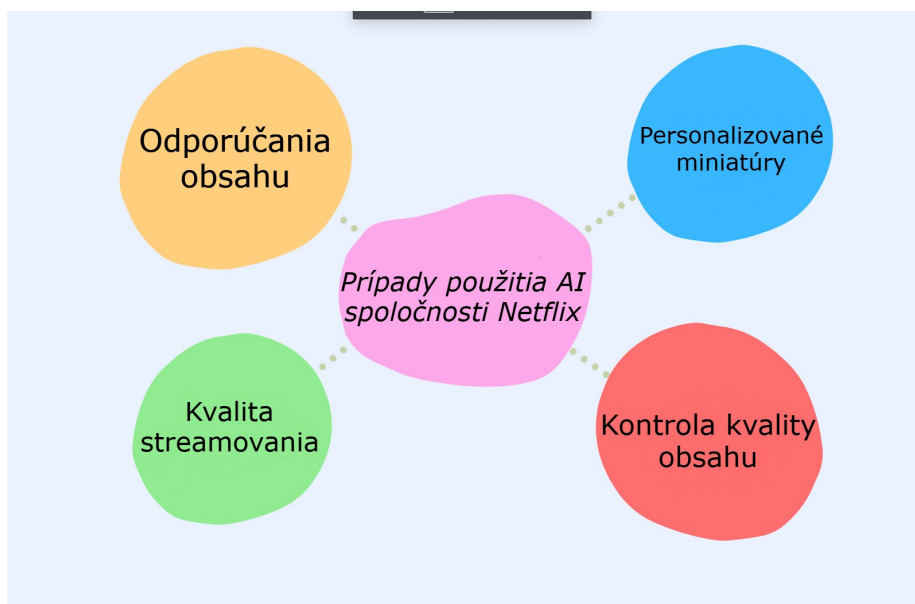 Odporúčania
obsahu
Personalizované
miniatúry
Prípady použitia AI
spoločnosti Netflix
Kvalita
streamovania
Kontrola kvality
obsahu